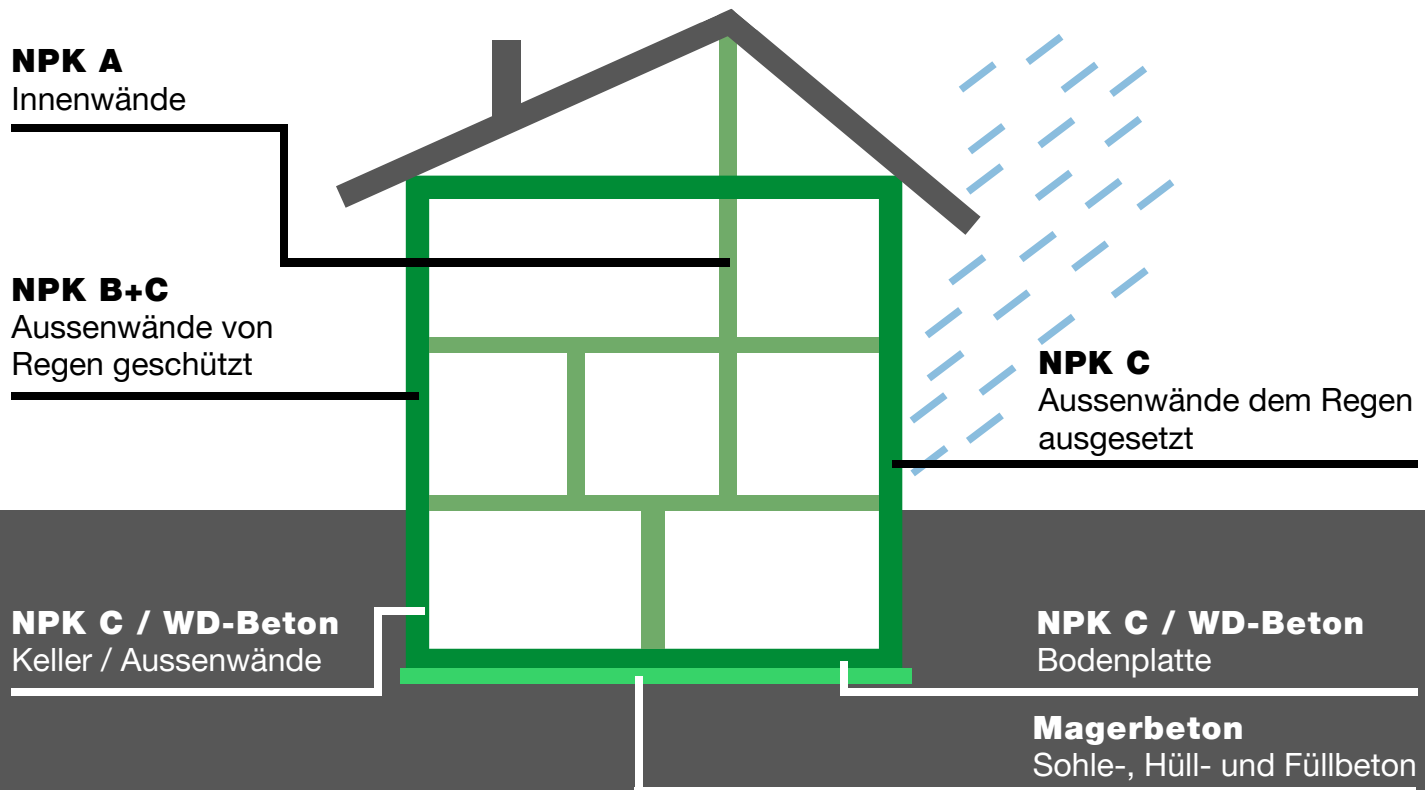 NPK A
Innenwände
NPK B+C
Aussenwände von
Regen geschützt
NPK C
Aussenwände dem Regen
ausgesetzt
NPK C / WD-Beton
Keller / Aussenwände
NPK C / WD-Beton
Bodenplatte
Magerbeton
Sohle-, Hüll- und Füllbeton